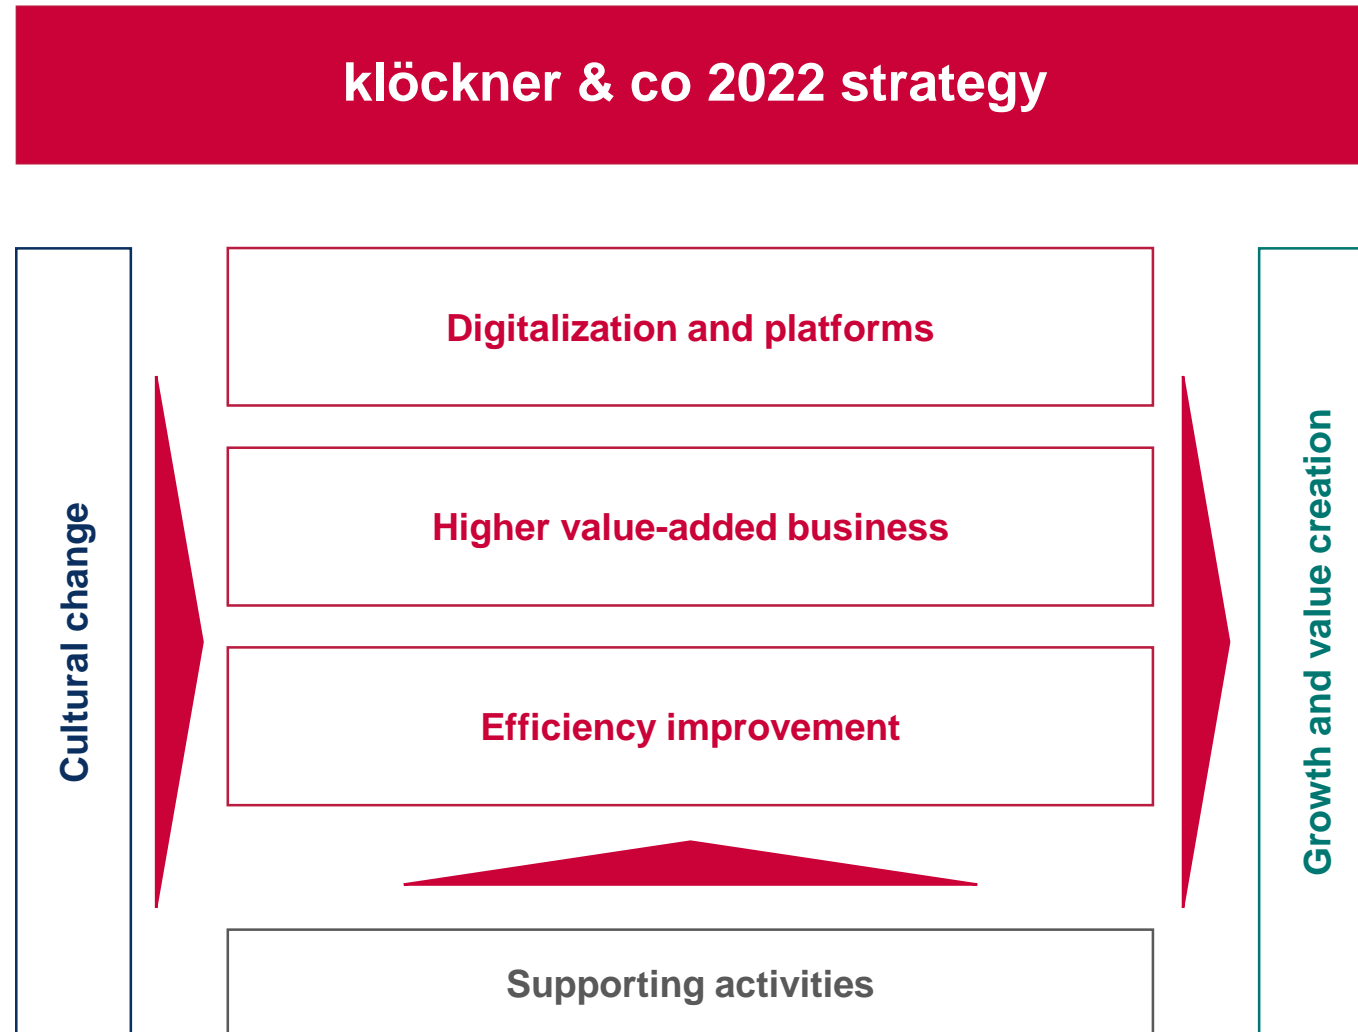 klöckner & co 2022 strategy
Cultural change
Digitalization and platforms
Higher value-added business
Efficiency improvement
Supporting activities
Growth and value creation